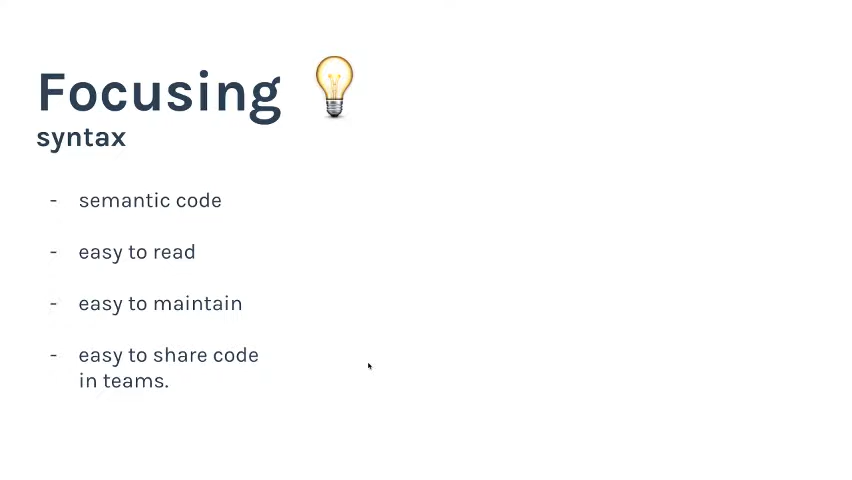 Focusing
syntax
- semantic code
- easy to read
- easy to maintain
- easy to share code
in teams.